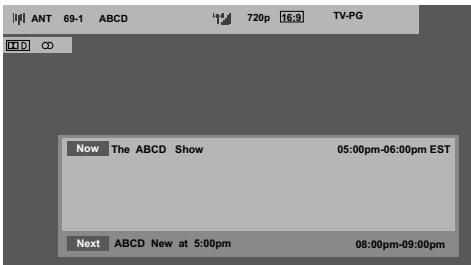 ANT 69-1 ABCD 720p 16:9 TV-PG
Now The ABCD Show 05:00pm-06:00pm EST
Next ABCD New at 5:00pm 08:00pm-09:00pm